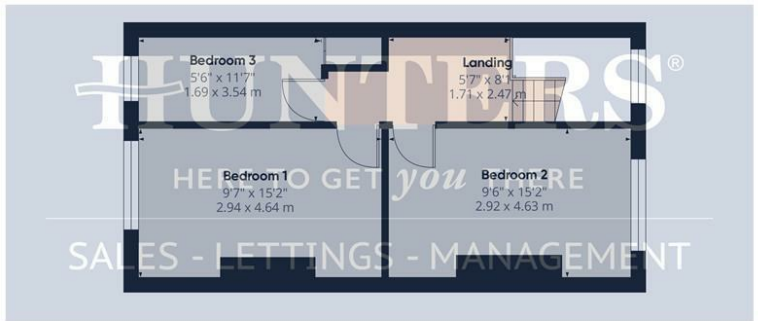 HUNTERS®
HERE TO GET you THERE
SALES - LETTINGS - MANAGEMENT
Bedroom 3
5'6" x 11'7"
1.69 x 3.54 m
Landing
5'7" x 8'1"
1.71 x 2.47 m
Bedroom 1
9'7" x 15'2"
2.94 x 4.64 m
Bedroom 2
9'6" x 15'2"
2.92 x 4.63 m